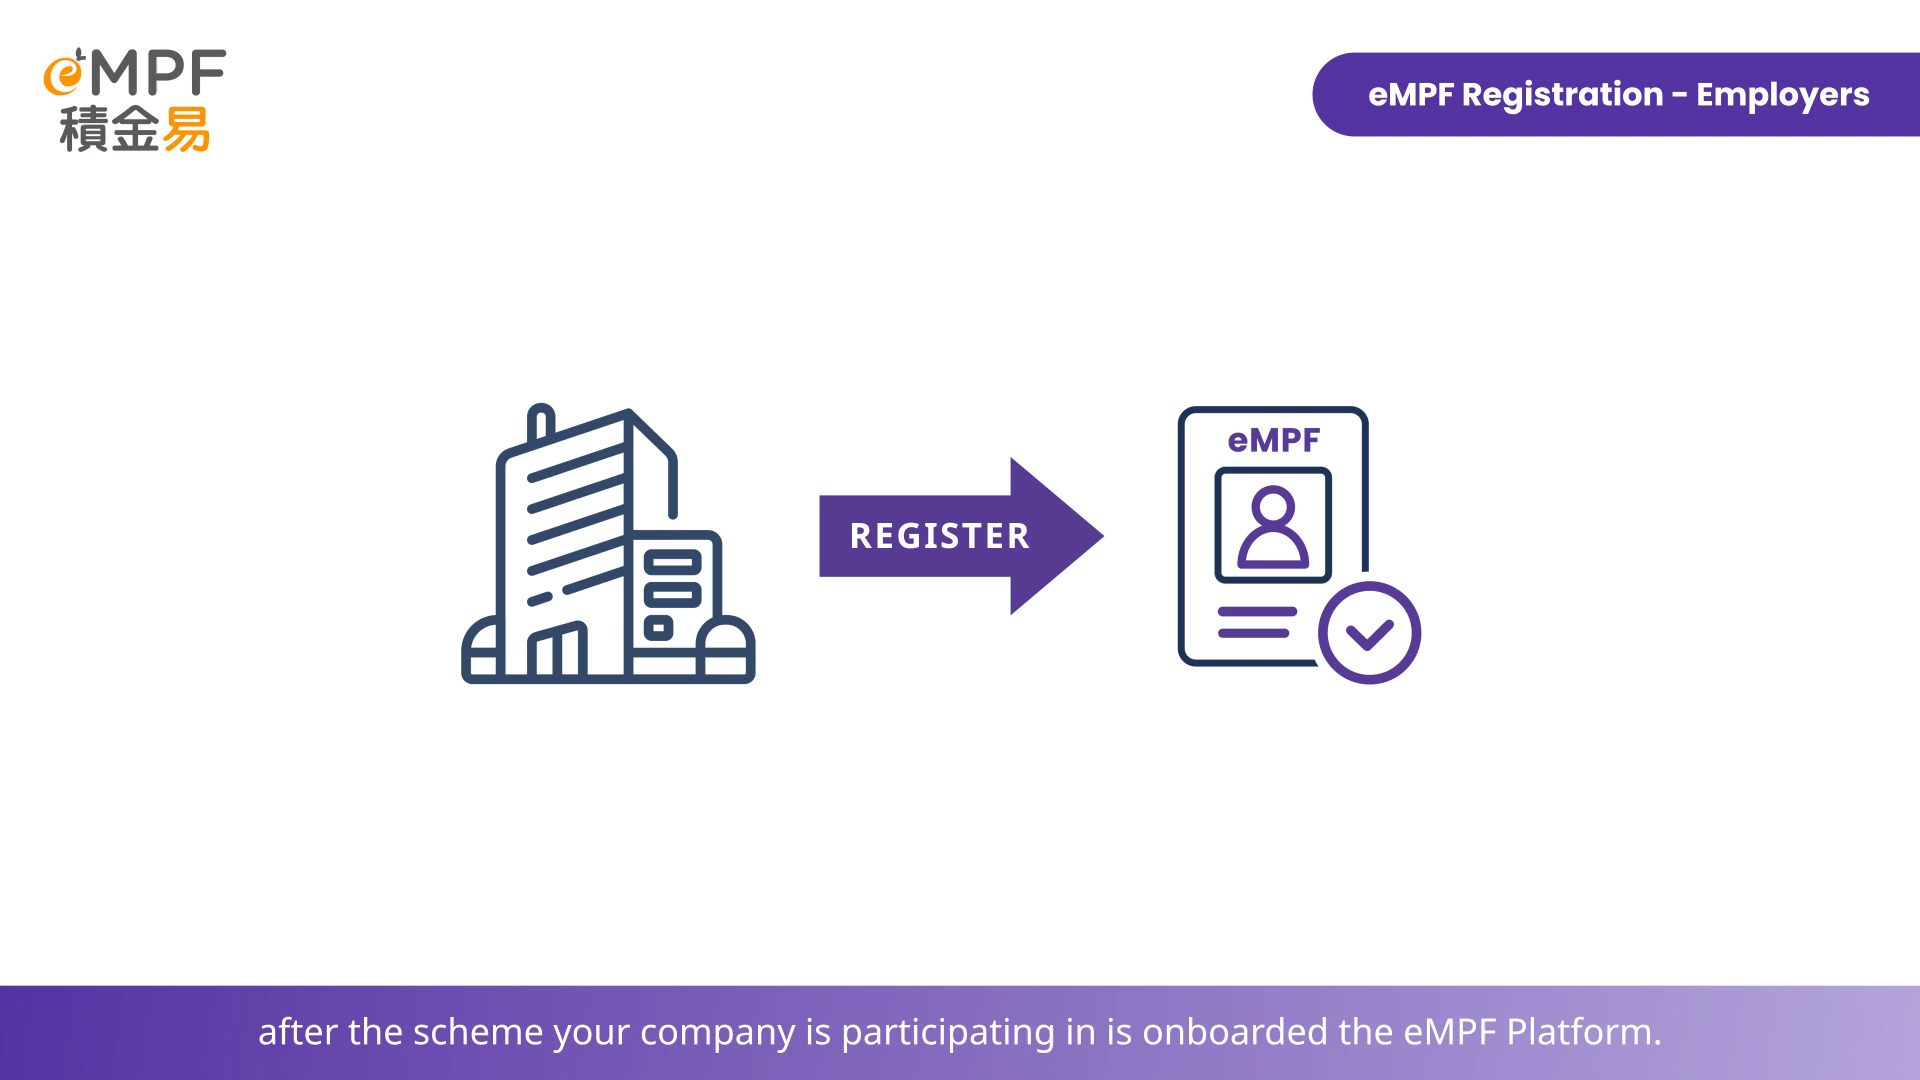 eMPF
積金易
eMPF Registration - Employers
REGISTER
eMPF
after the scheme your company is participating in is onboarded the eMPF Platform.